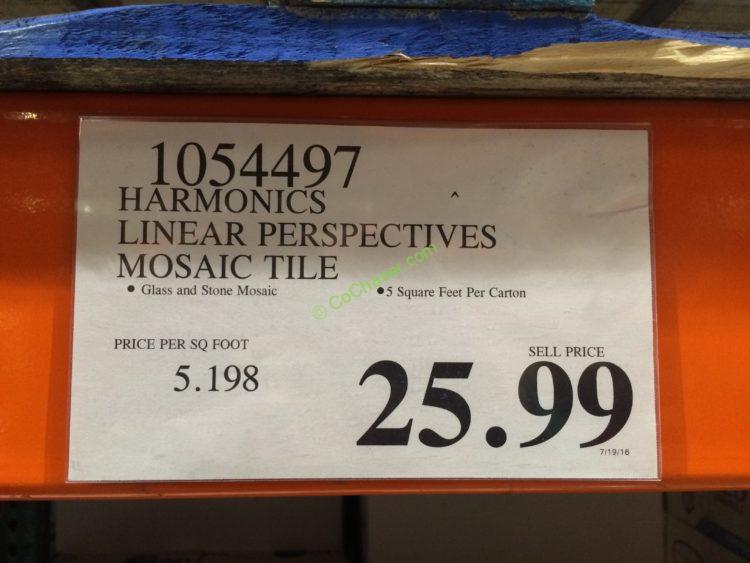 1054497
HARMONICS
LINEAR PERSPECTIVES
MOSAIC TILE
• Glass and Stone Mosaic •5 Square Feet Per Carton
© CoChaser.com
PRICE PER SQ FOOT
5.198
SELL PRICE
25.99
7/19/16